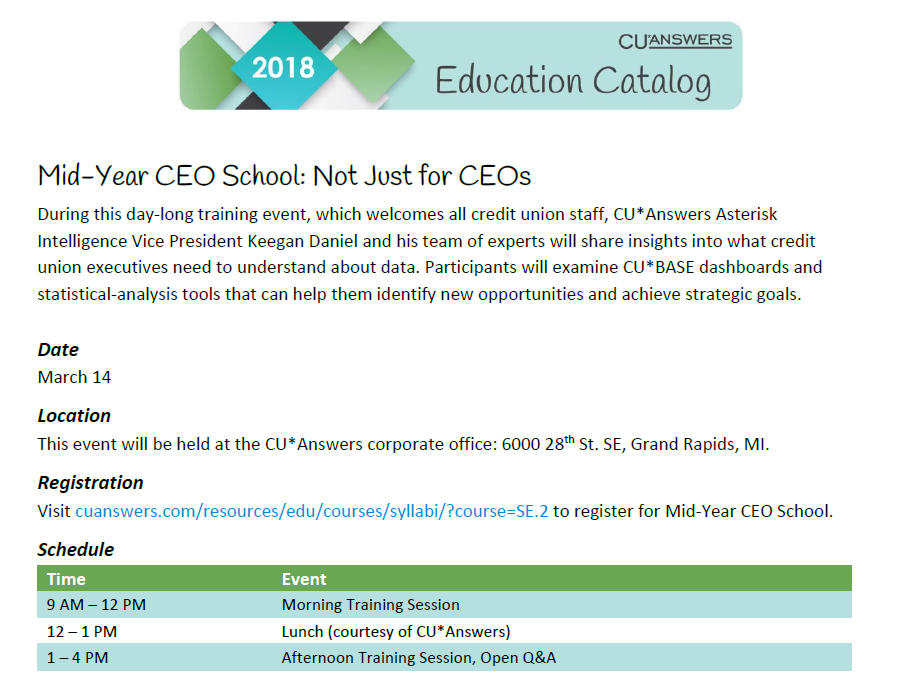 2018
CU*ANSWERS
Education Catalog
Mid-Year CEO School: Not Just for CEOs
During this day-long training event, which welcomes all credit union staff, CU*Answers Asterisk
Intelligence Vice President Keegan Daniel and his team of experts will share insights into what credit
union executives need to understand about data. Participants will examine CU*BASE dashboards and
statistical-analysis tools that can help them identify new opportunities and achieve strategic goals.
Date
March 14
Location
This event will be held at the CU*Answers corporate office: 6000 28th St. SE, Grand Rapids, MI.
Registration
Visit cuanswers.com/resources/edu/courses/syllabi/?course=SE.2 to register for Mid-Year CEO School.
Schedule
Time Event
9 AM – 12 PM Morning Training Session
12 – 1 PM Lunch (courtesy of CU*Answers)
1 – 4 PM Afternoon Training Session, Open Q&A